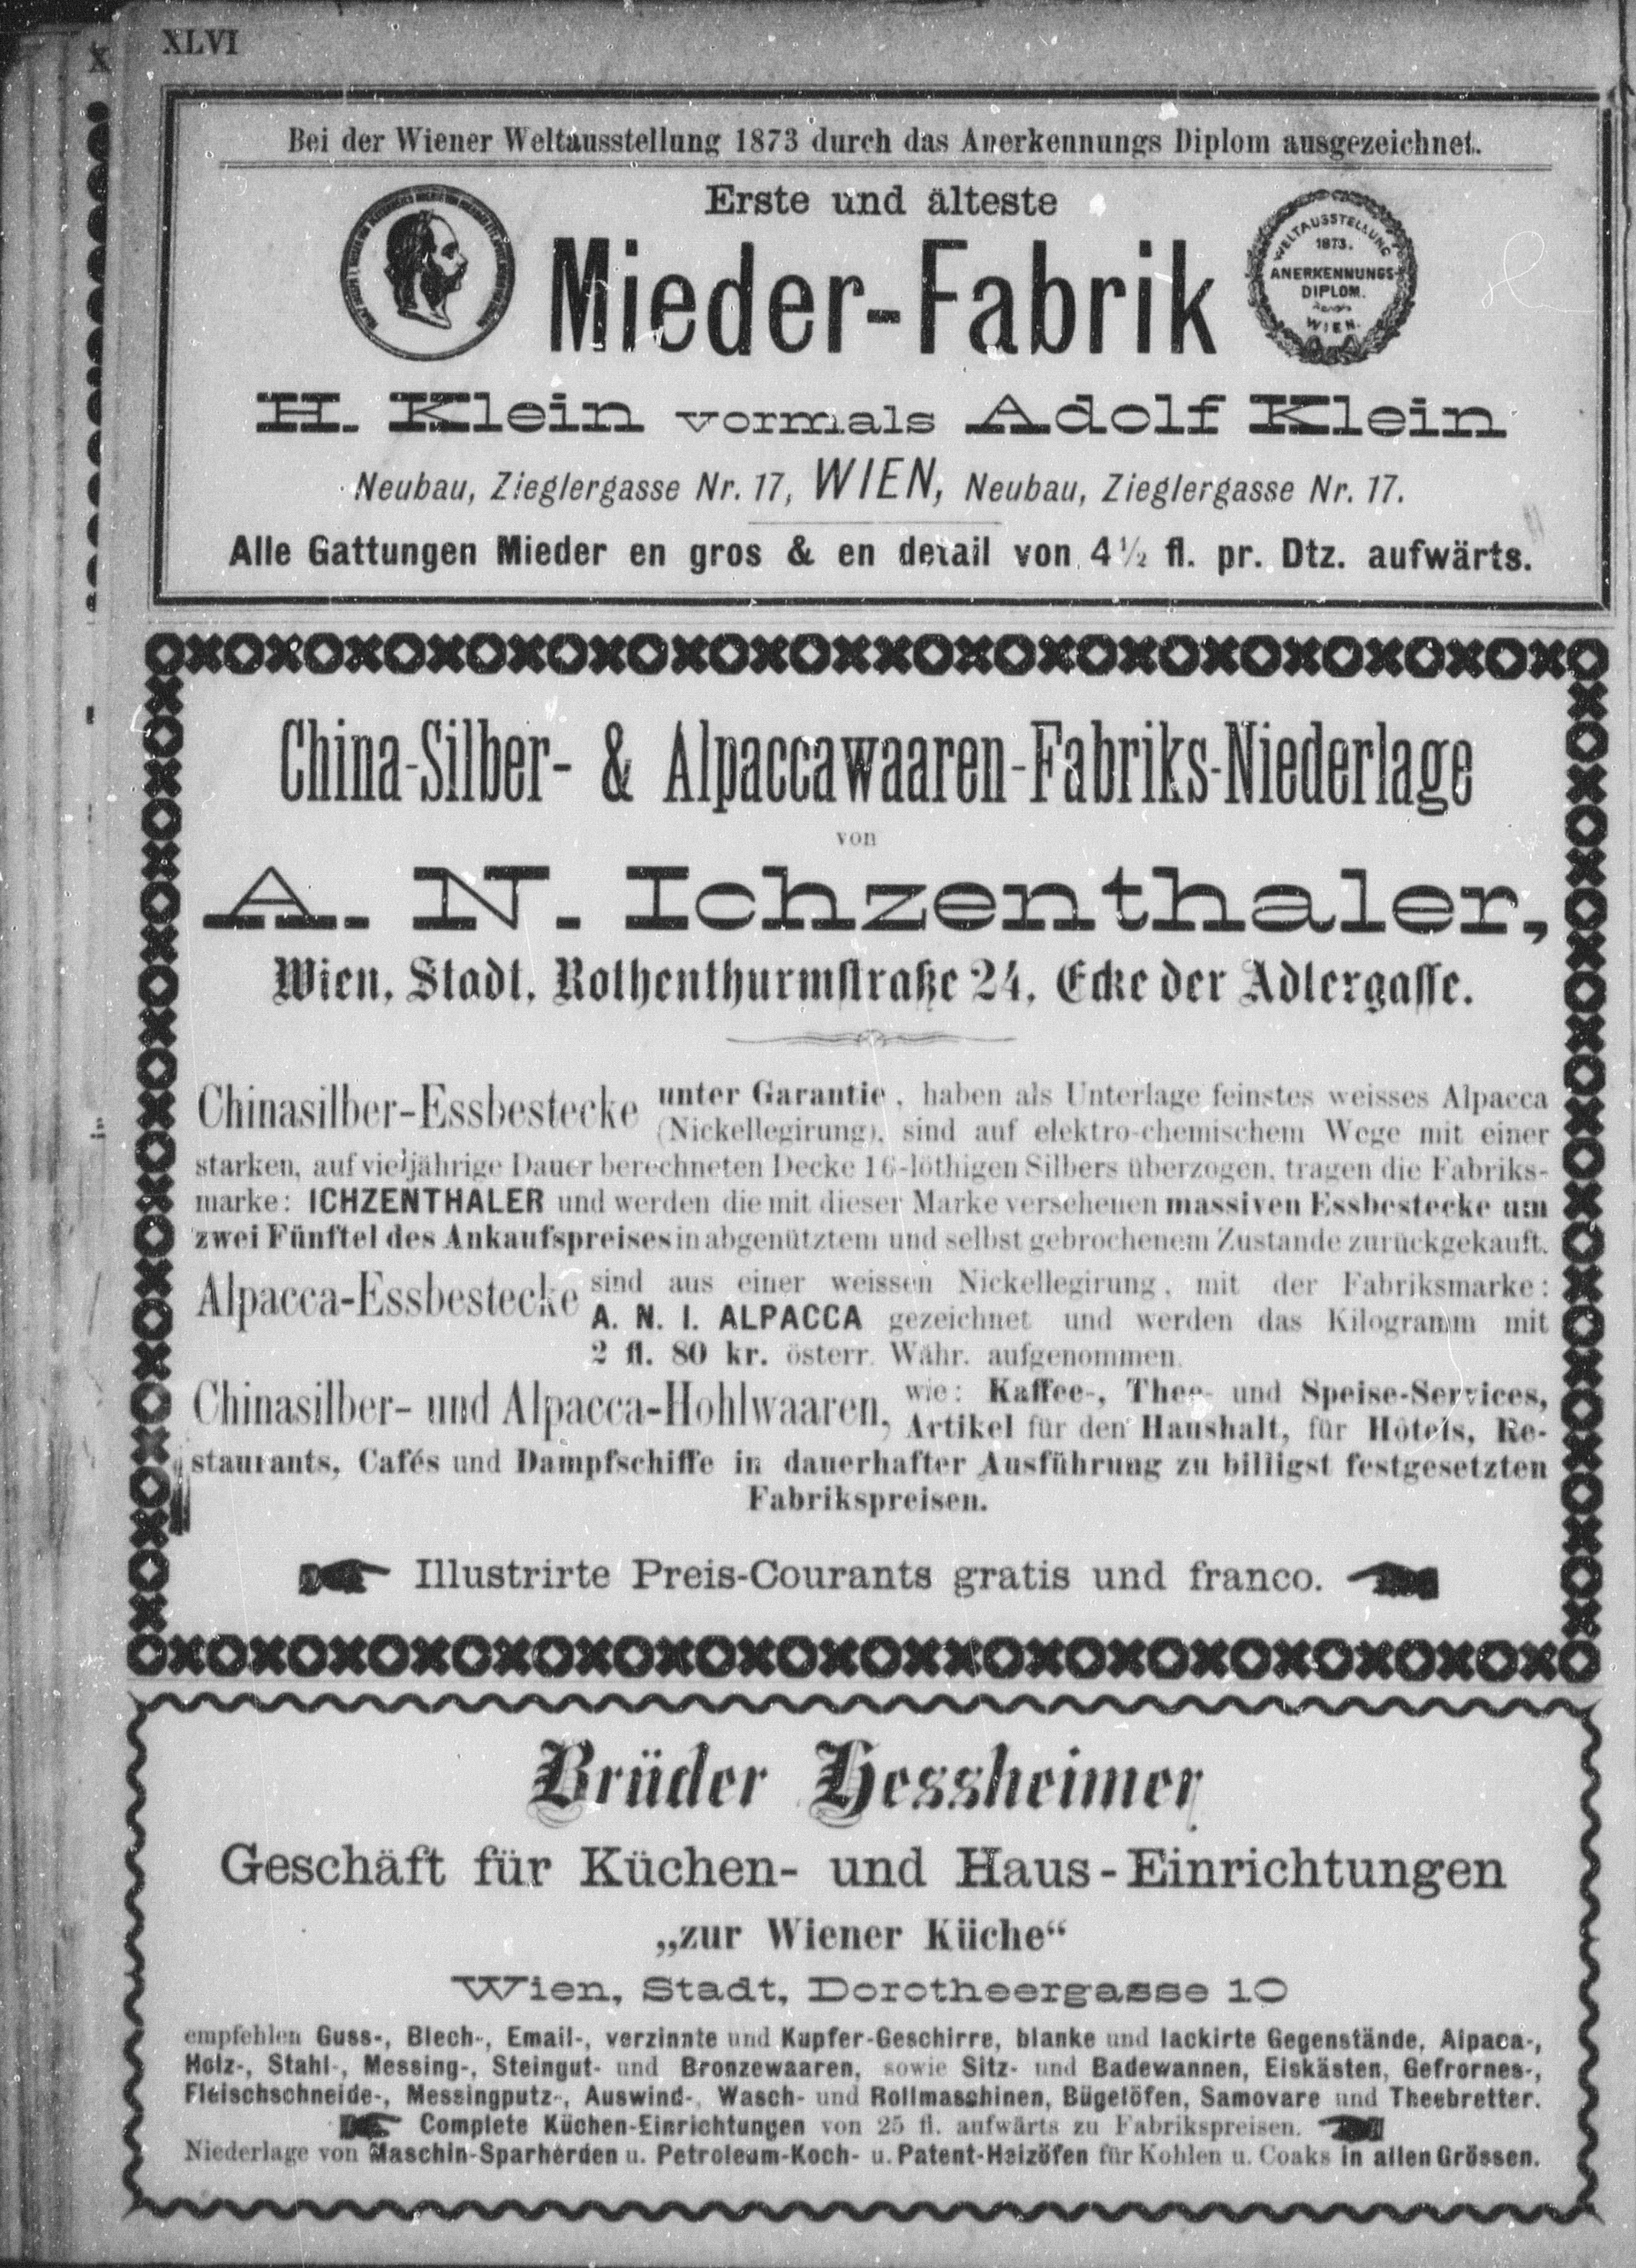 XLVI
Bei der Wiener Weltausstellung 1873 durch das Anerkennungs Diplom ausgezeichnet.
Erste und älteste
WELTAUSSTELLUNG
1873.
ANERKENNUNGS-
DIPLOM.
WIEN.
Mieder-Fabrik
H. Klein vormals Adolf Klein
Neubau, Zieglergasse Nr. 17, WIEN, Neubau, Zieglergasse Nr. 17.
Alle Gattungen Mieder en gros & en detail von 4½ fl. pr. Dtz. aufwärts.
China-Silber- & Alpaccawaaren-Fabriks-Niederlage
von
A. N. Ichzenthaler,
Wien, Stadt, Rothenthurmstraße 24, Ecke der Adlergasse.
Chinasilber-Essbestecke unter Garantie, haben als Unterlage feinstes weisses Alpacca
(Nickellegirung), sind auf elektro-chemischem Wege mit einer
starken, auf vieljährige Dauer berechneten Decke 16-löthigen Silbers überzogen, tragen die Fabriks-
marke: ICHZENTHALER und werden die mit dieser Marke versehenen massiven Essbestecke um
zwei Fünftel des Ankaufspreises in abgenütztem und selbst gebrochenem Zustande zurückgekauft.
Alpacca-Essbestecke sind aus einer weissen Nickellegirung, mit der Fabriksmarke:
A. N. I. ALPACCA gezeichnet und werden das Kilogramm mit
2 fl. 80 kr. österr. Währ. aufgenommen.
Chinasilber- und Alpacca-Hohlwaaren, wie: Kaffee-, Thee- und Speise-Services,
Artikel für den Haushalt, für Hôtels, Re-
staurants, Cafés und Dampfschiffe in dauerhafter Ausführung zu billigst festgesetzten
Fabrikspreisen.
Illustrirte Preis-Courants gratis und franco.
Brüder Hessheimer
Geschäft für Küchen- und Haus-Einrichtungen
„zur Wiener Küche“
Wien, Stadt, Dorotheergasse 10
empfehlen Guss-, Blech-, Email-, verzinnte und Kupfer-Geschirre, blanke und lackirte Gegenstände, Alpaca-,
Holz-, Stahl-, Messing-, Steingut- und Bronzewaaren, sowie Sitz- und Badewannen, Eiskästen, Gefrornes-,
Fleischschneide-, Messingputz-, Auswind-, Wasch- und Rollmaschinen, Bügelöfen, Samovare und Theebretter.
Complete Küchen-Einrichtungen von 25 fl. aufwärts zu Fabrikspreisen.
Niederlage von Maschin-Sparherden u. Petroleum-Koch- u. Patent-Heizöfen für Kohlen u. Coaks in allen Grössen.